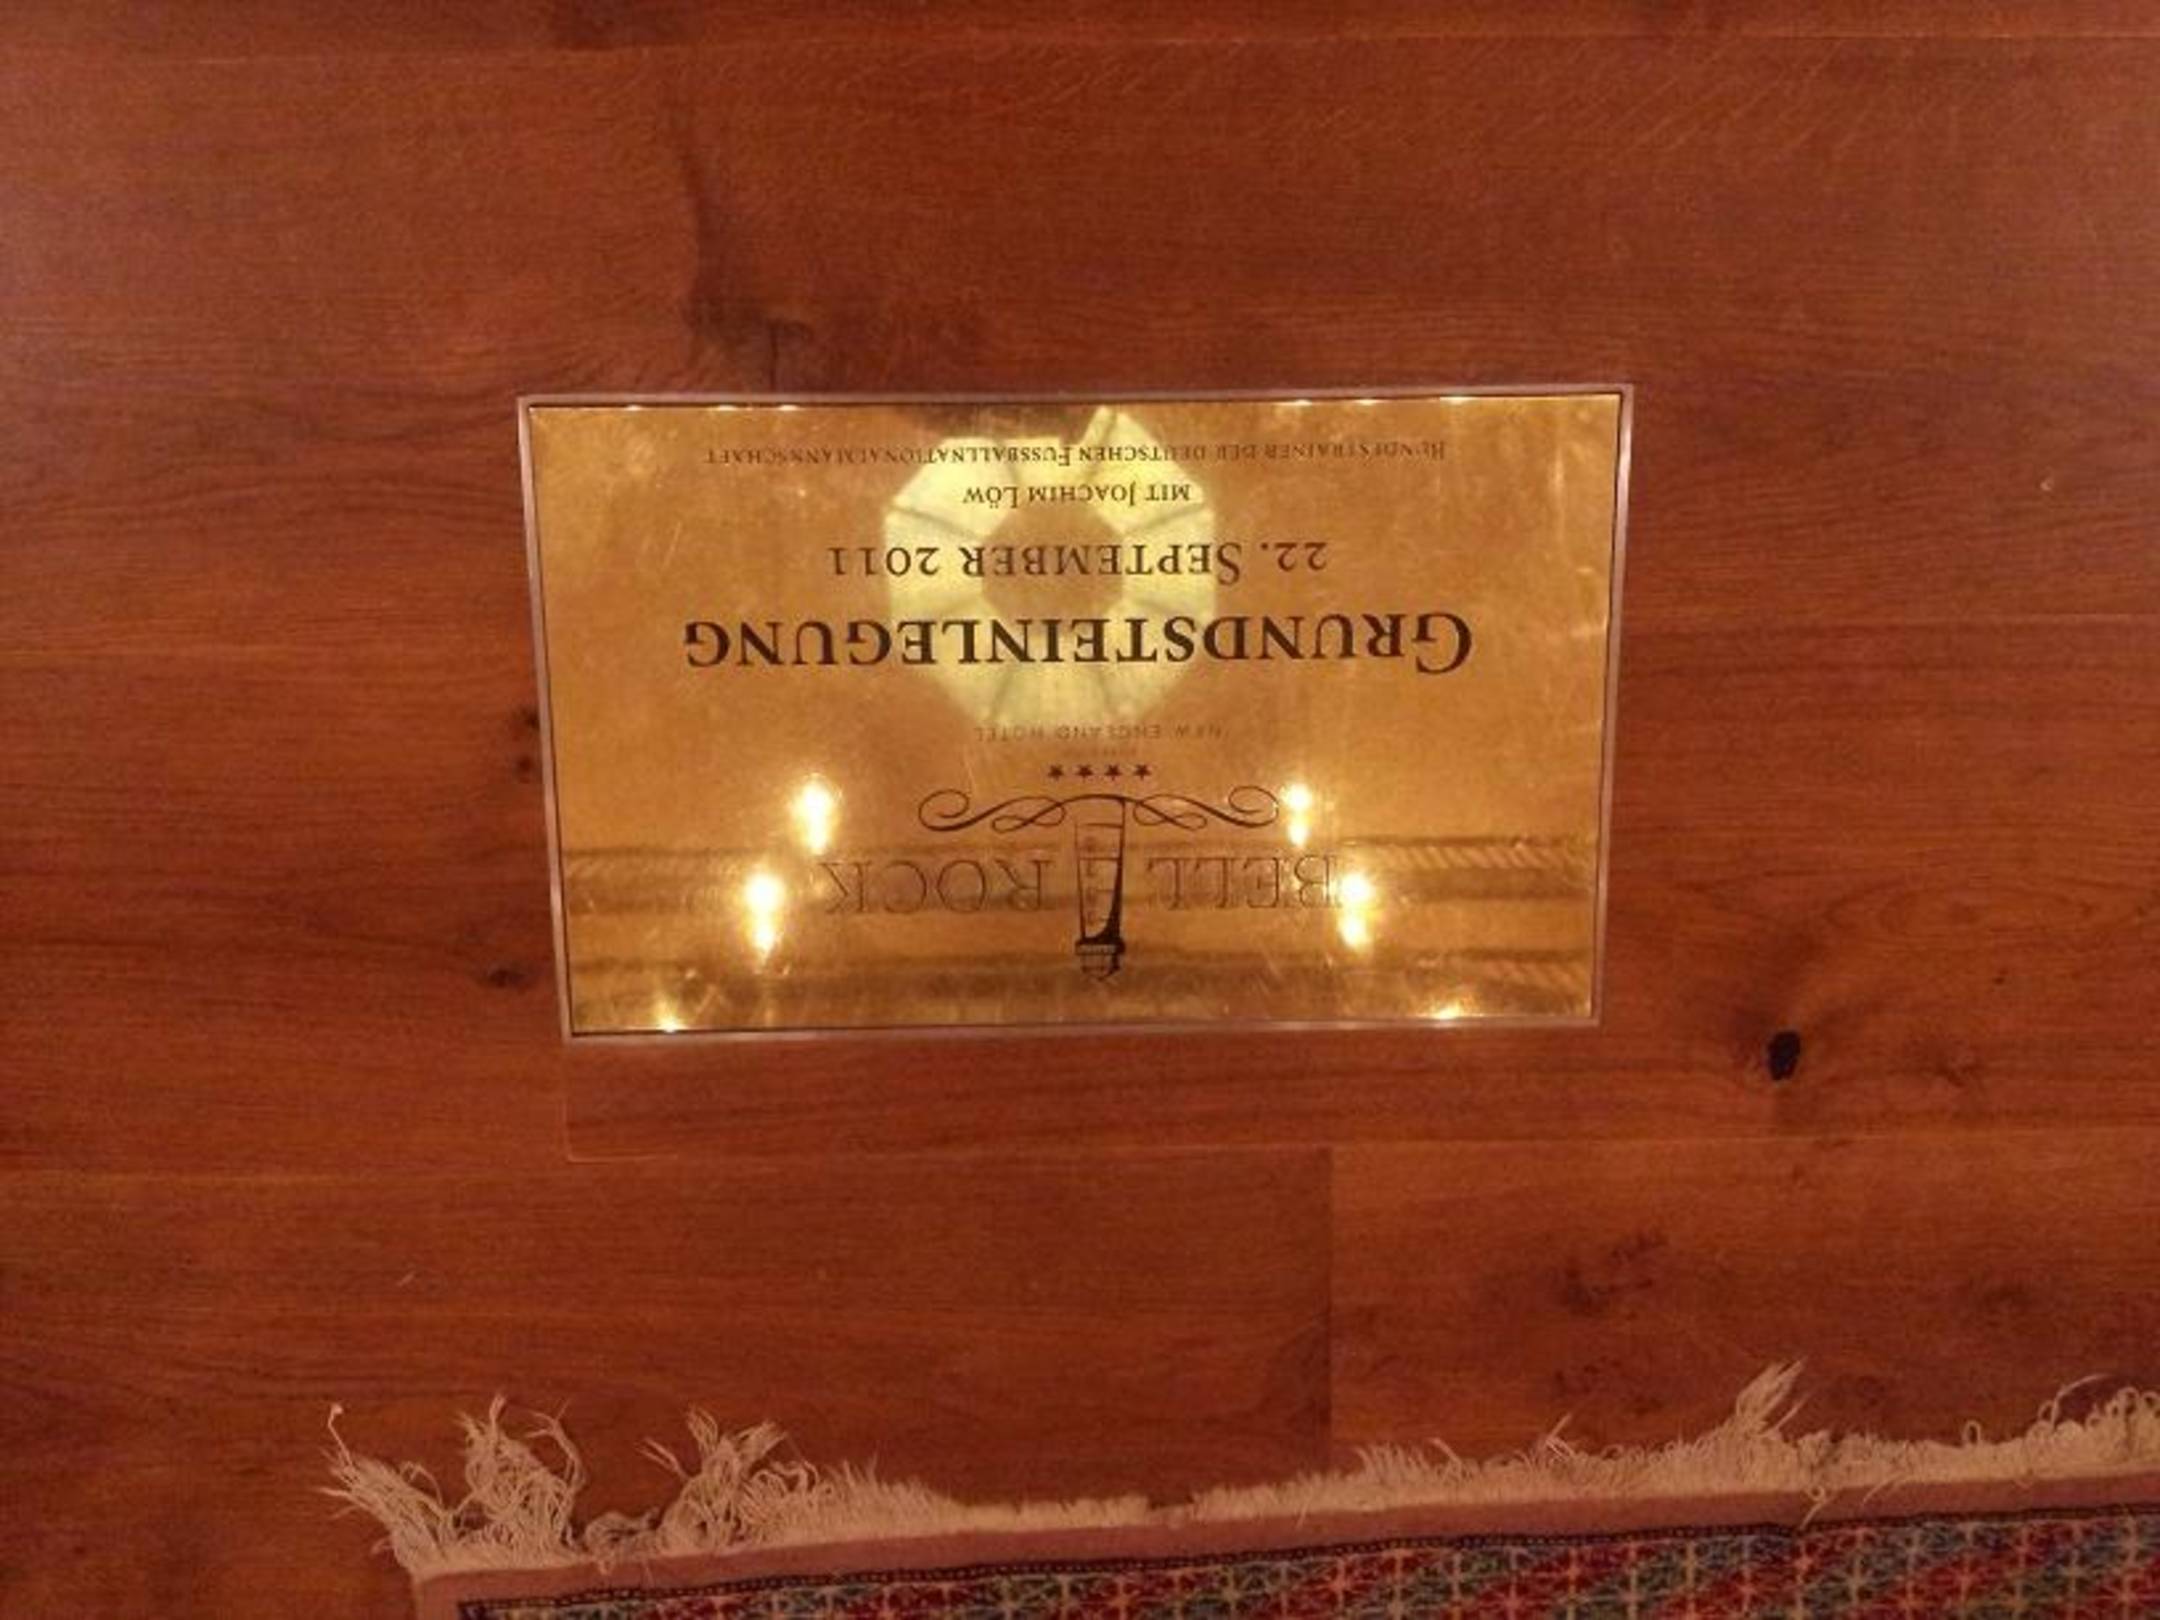 BELL ROCK
★★★★
NEW ENGLAND HOTEL
GRUNDSTEINLEGUNG
22. SEPTEMBER 2011
MIT JOACHIM LÖW
BUNDESTRAINER DER DEUTSCHEN FUSSBALLNATIONALMANNSCHAFT